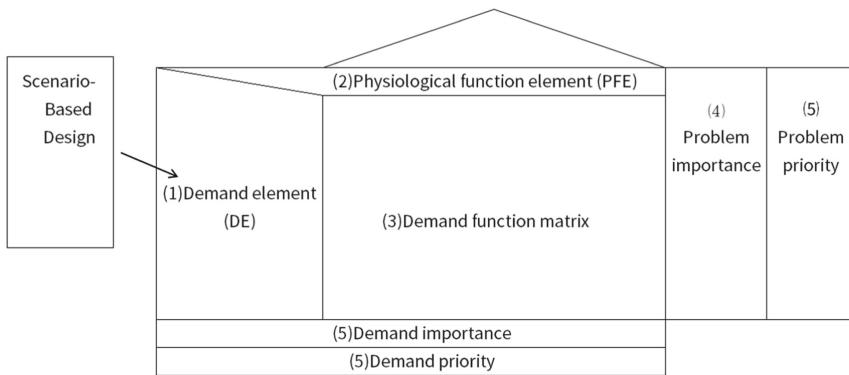 Scenario-
Based
Design
(2)Physiological function element (PFE)
(1)Demand element
(DE)
(3)Demand function matrix
(4)
Problem
importance
(5)
Problem
priority
(5)Demand importance
(5)Demand priority